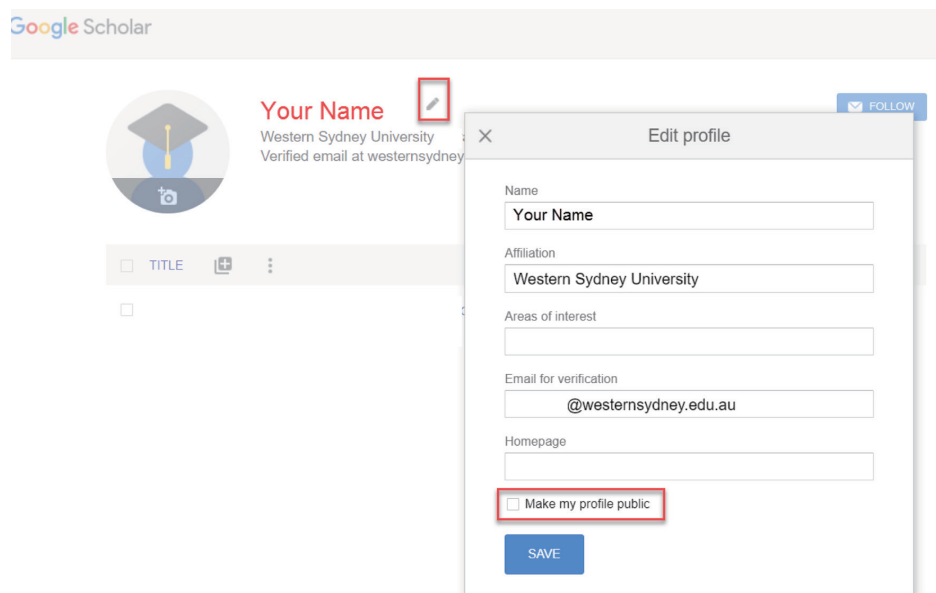 Google Scholar
Your Name
Western Sydney University
Verified email at westernsydney
FOLLOW
TITLE
Edit profile
Name
Your Name
Affiliation
Western Sydney University
Areas of interest
Email for verification
@westernsydney.edu.au
Homepage
Make my profile public
SAVE